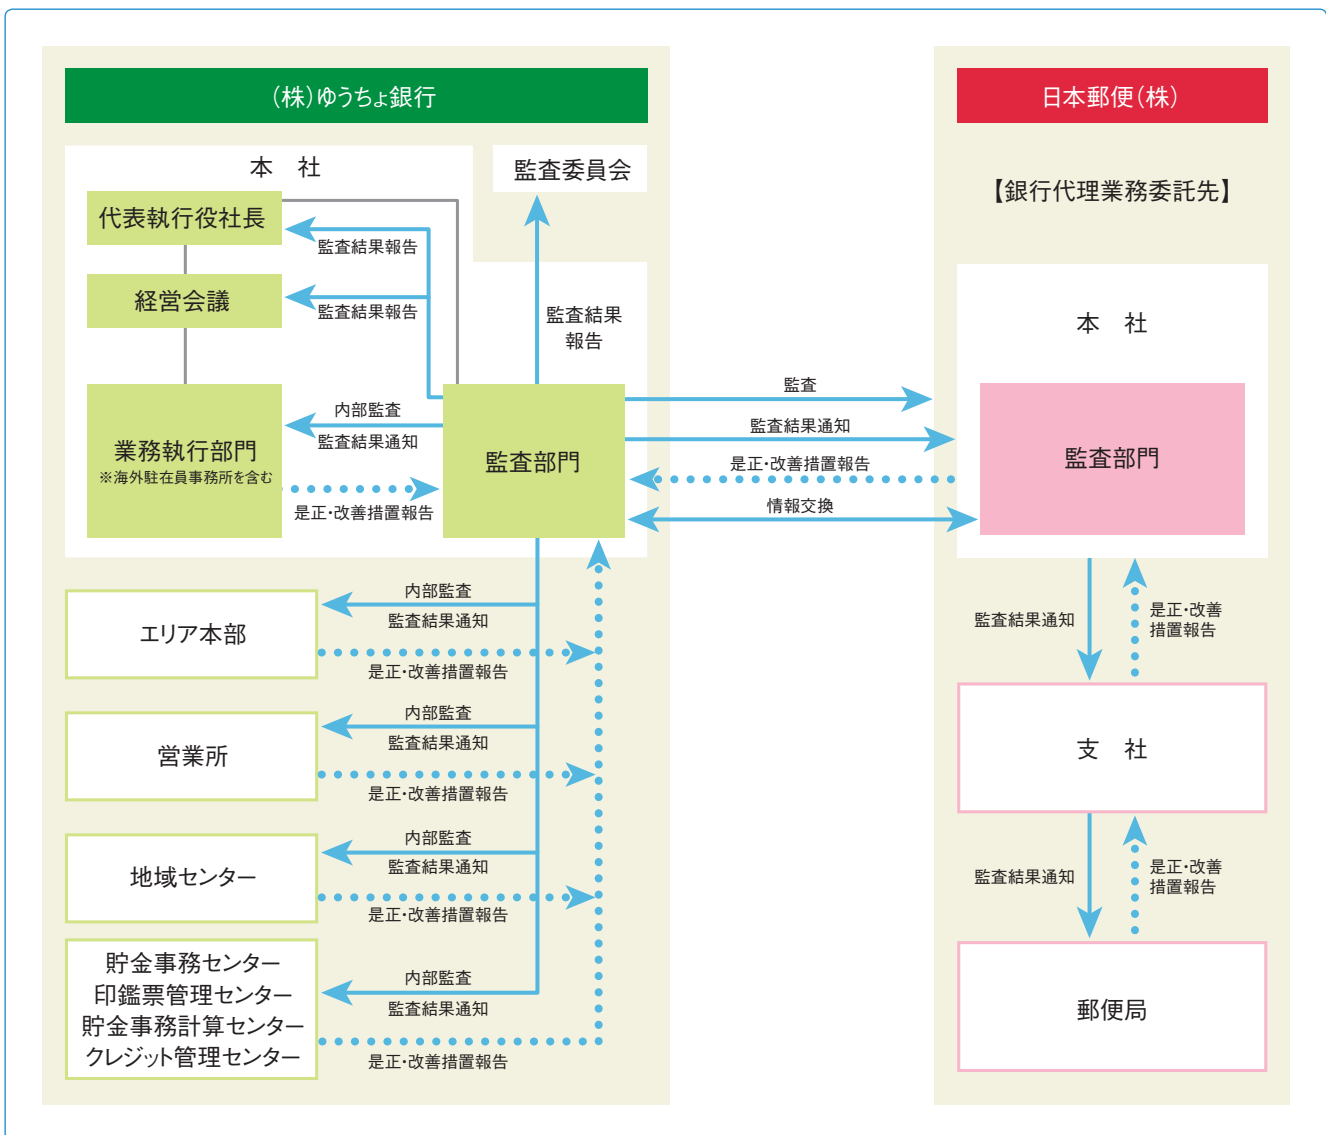 (株)ゆうちょ銀行
本　社
監査委員会
代表執行役社長
監査結果報告
経営会議
監査結果報告
監査結果
報告
業務執行部門
※海外駐在員事務所を含む
内部監査
監査結果通知
是正・改善措置報告
監査部門
エリア本部
内部監査
監査結果通知
是正・改善措置報告
営業所
内部監査
監査結果通知
是正・改善措置報告
地域センター
内部監査
監査結果通知
是正・改善措置報告
貯金事務センター
印鑑票管理センター
貯金事務計算センター
クレジット管理センター
内部監査
監査結果通知
是正・改善措置報告
監査
監査結果通知
是正・改善措置報告
情報交換
日本郵便(株)
【銀行代理業務委託先】
本　社
監査部門
監査結果通知
是正・改善
措置報告
支　社
監査結果通知
是正・改善
措置報告
郵便局